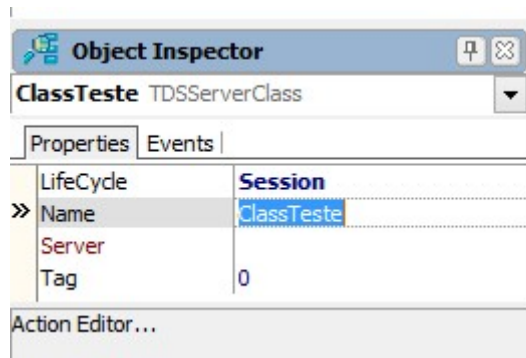 Object Inspector
ClassTeste TDSServerClass
Properties Events
LifeCycle Session
» Name ClassTeste
Server
Tag 0
Action Editor...